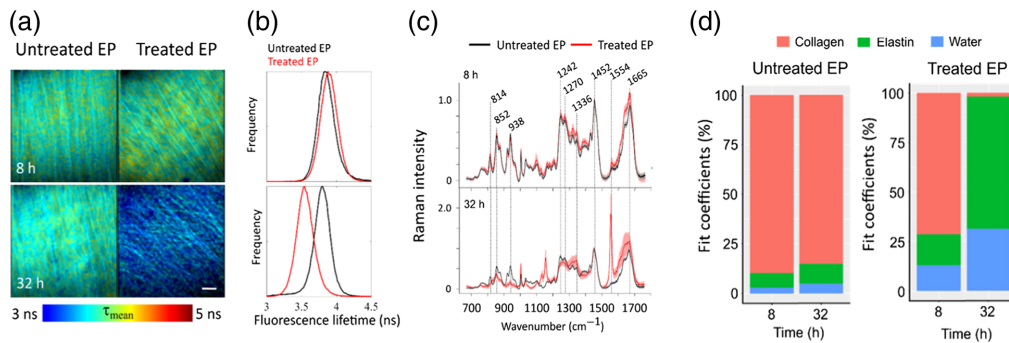 (a)
Untreated EP Treated EP
8 h
32 h
3 ns τmean 5 ns
(b)
Untreated EP
Treated EP
Frequency
Frequency
3 3.5 4 4.5
Fluorescence lifetime (ns)
(c)
Untreated EP Treated EP
8 h
814
852
938
1242
1270
1336
1452
1554
1665
1.0
0
32 h
2.0
0
Raman intensity
700 900 1100 1300 1500 1700
Wavenumber (cm−1)
(d)
Collagen Elastin Water
Untreated EP
Fit coefficients (%)
100
75
50
25
0
8 32
Time (h)
Treated EP
Fit coefficients (%)
100
75
50
25
0
8 32
Time (h)